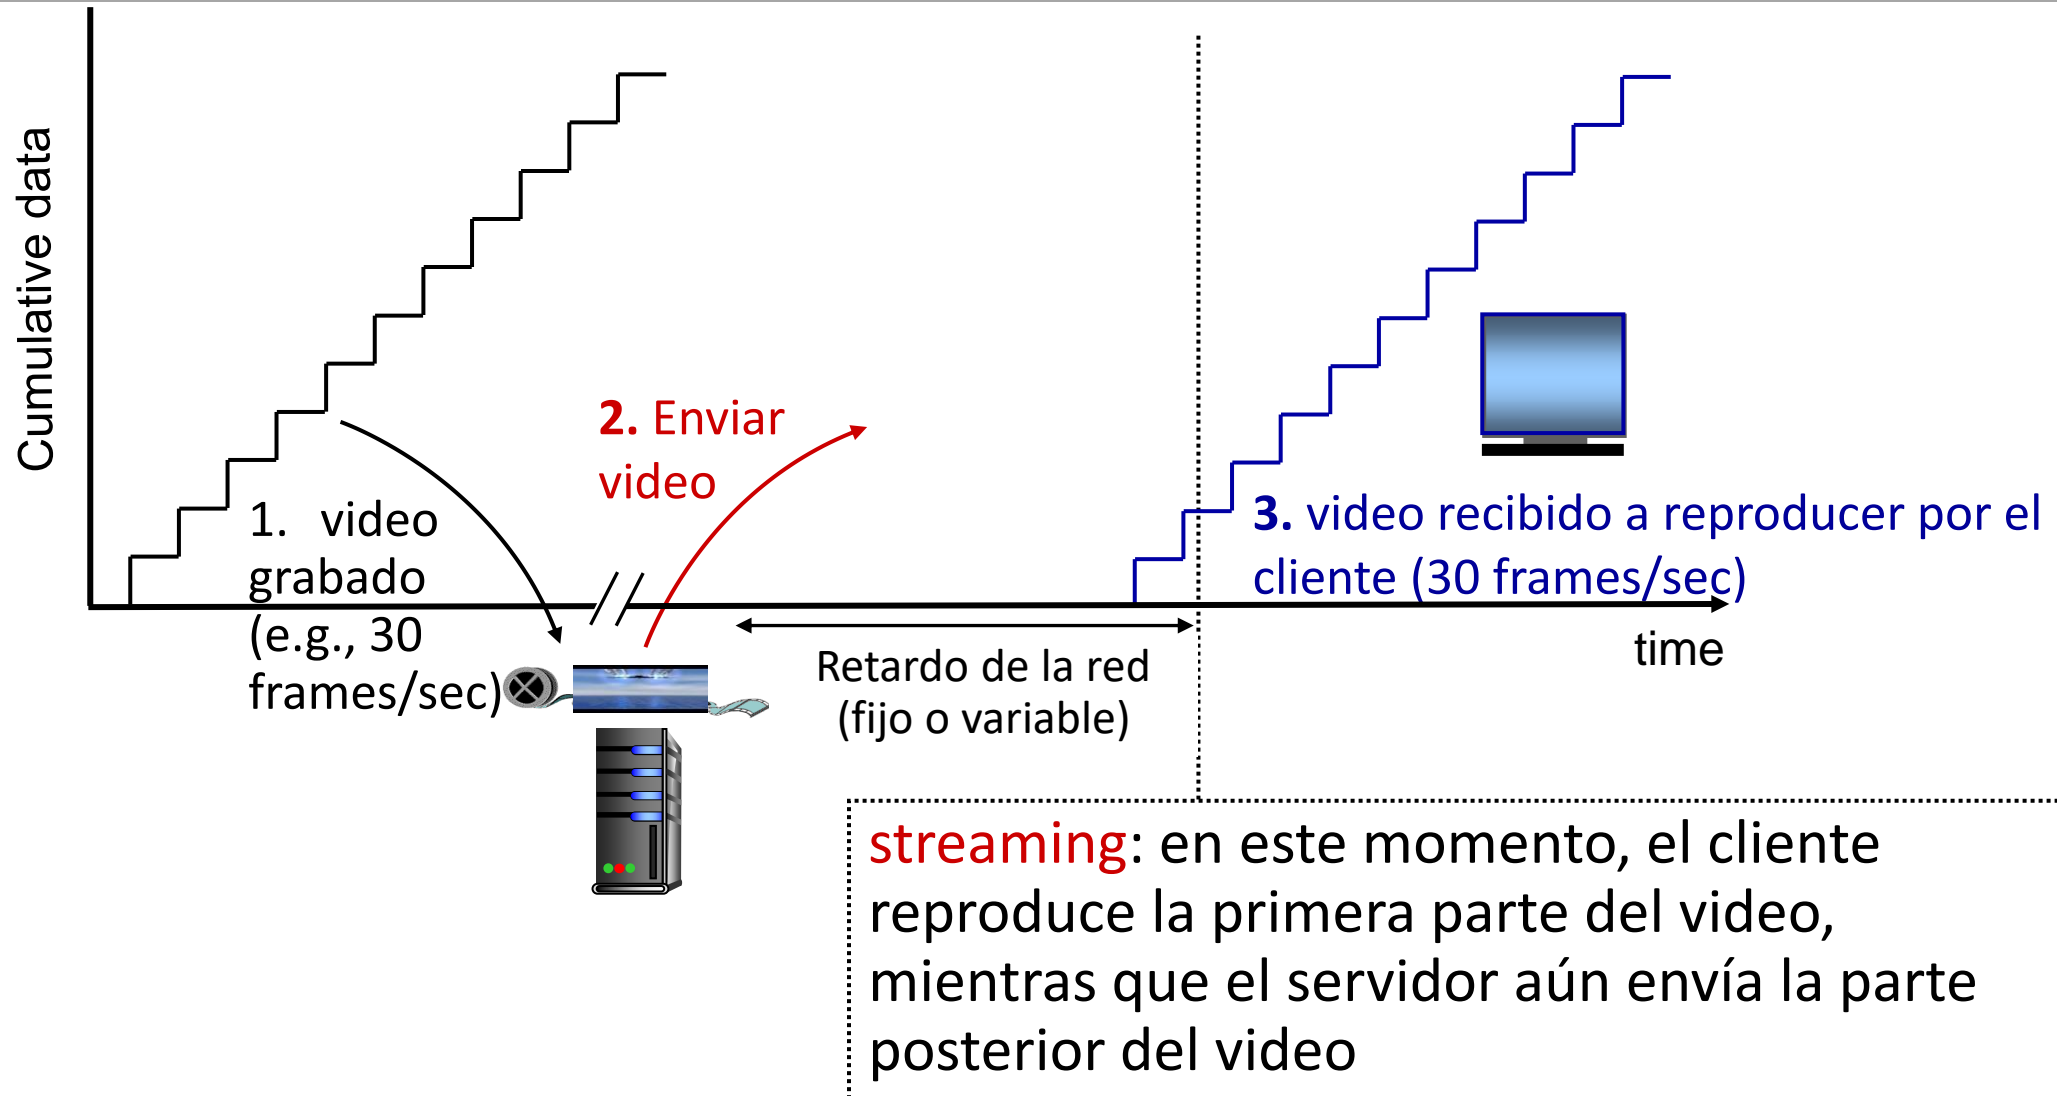 Cumulative data
1. video
grabado
(e.g., 30
frames/sec)
2. Enviar
video
3. video recibido a reproducer por el
cliente (30 frames/sec)
time
Retardo de la red
(fijo o variable)
streaming: en este momento, el cliente
reproduce la primera parte del video,
mientras que el servidor aún envía la parte
posterior del video